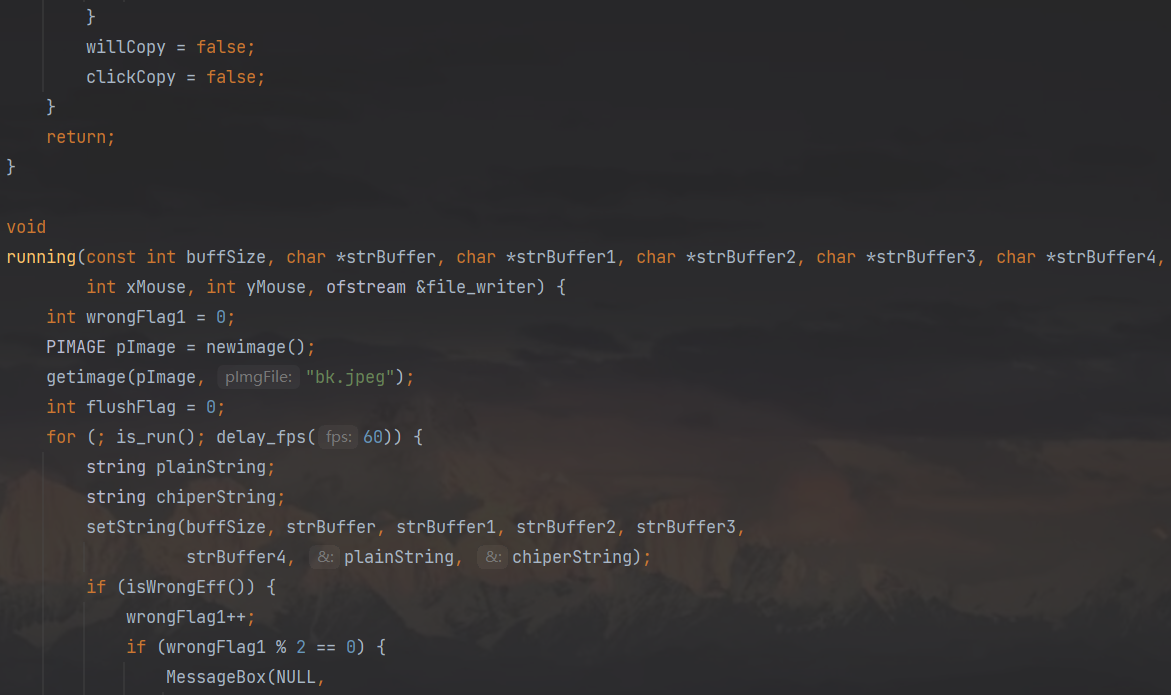 }
willCopy = false;
clickCopy = false;
}
return;
}
void
running(const int buffSize, char *strBuffer, char *strBuffer1, char *strBuffer2, char *strBuffer3, char *strBuffer4,
int xMouse, int yMouse, ofstream &file_writer) {
int wrongFlag1 = 0;
PIMAGE pImage = newimage();
getimage(pImage, pImgFile: "bk.jpeg");
int flushFlag = 0;
for (; is_run(); delay_fps( fps: 60)) {
string plainString;
string chiperString;
setString(buffSize, strBuffer, strBuffer1, strBuffer2, strBuffer3,
strBuffer4, &: plainString, &: chiperString);
if (isWrongEff()) {
wrongFlag1++;
if (wrongFlag1 % 2 == 0) {
MessageBox(NULL,